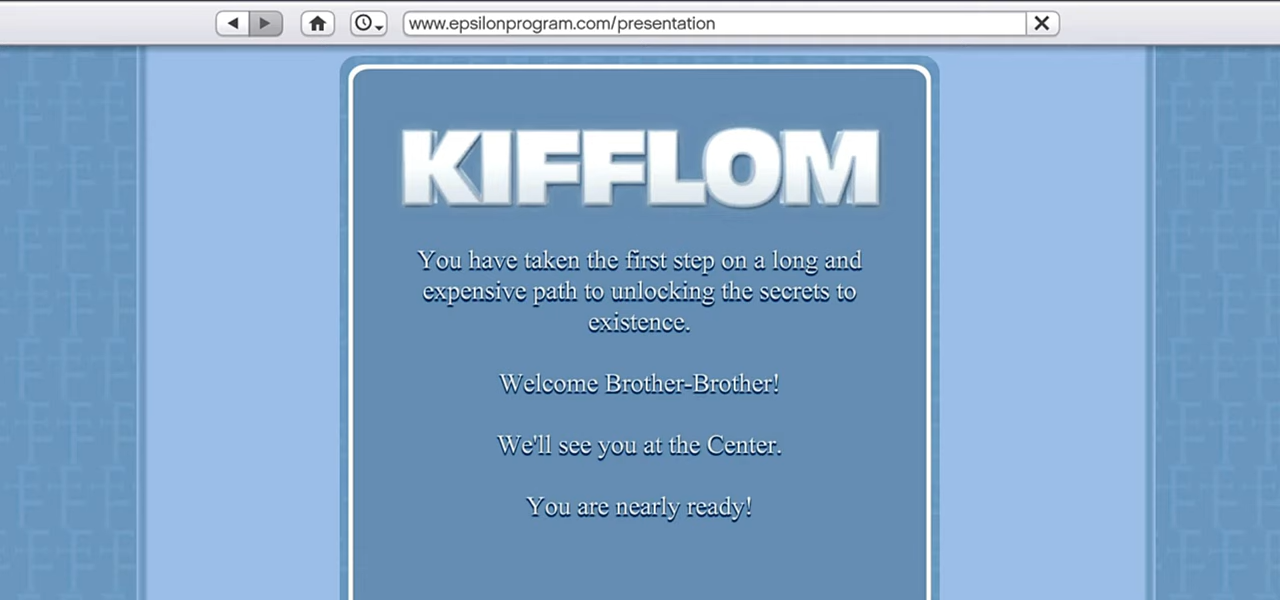 www.epsilonprogram.com/presentation
KIFFLOM
You have taken the first step on a long and
expensive path to unlocking the secrets to
existence.
Welcome Brother-Brother!
We'll see you at the Center.
You are nearly ready!